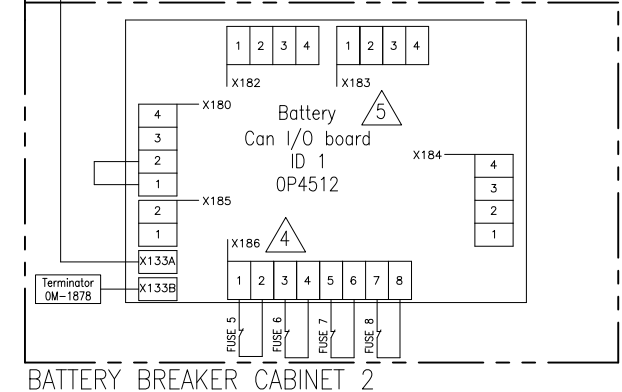 1 2 3 4
1 2 3 4
X182
X183
X180
4
3
2
1
Battery
5
Can I/O board
ID 1
OP4512
X184
4
3
2
1
X185
2
1
X186
4
X133A
X133B
Terminator
OM-1878
1 2 3 4 5 6 7 8
FUSE 5
FUSE 6
FUSE 7
FUSE 8
BATTERY BREAKER CABINET 2